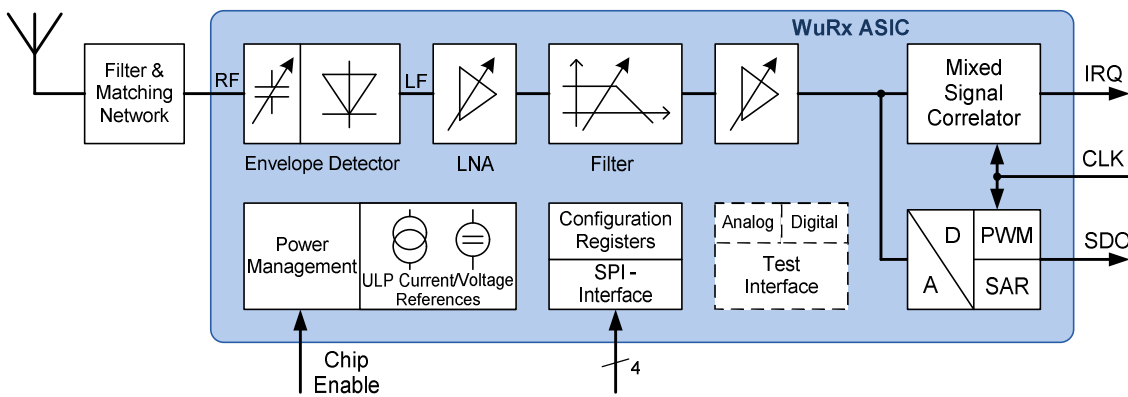 WuRx ASIC
Filter &
Matching
Network
RF
Envelope Detector
LF
LNA
Filter
Mixed
Signal
Correlator
IRQ
CLK
Power
Management
ULP Current/Voltage
References
Configuration
Registers
SPI -
Interface
Analog
Digital
Test
Interface
D
A
PWM
SAR
SDO
Chip
Enable
4